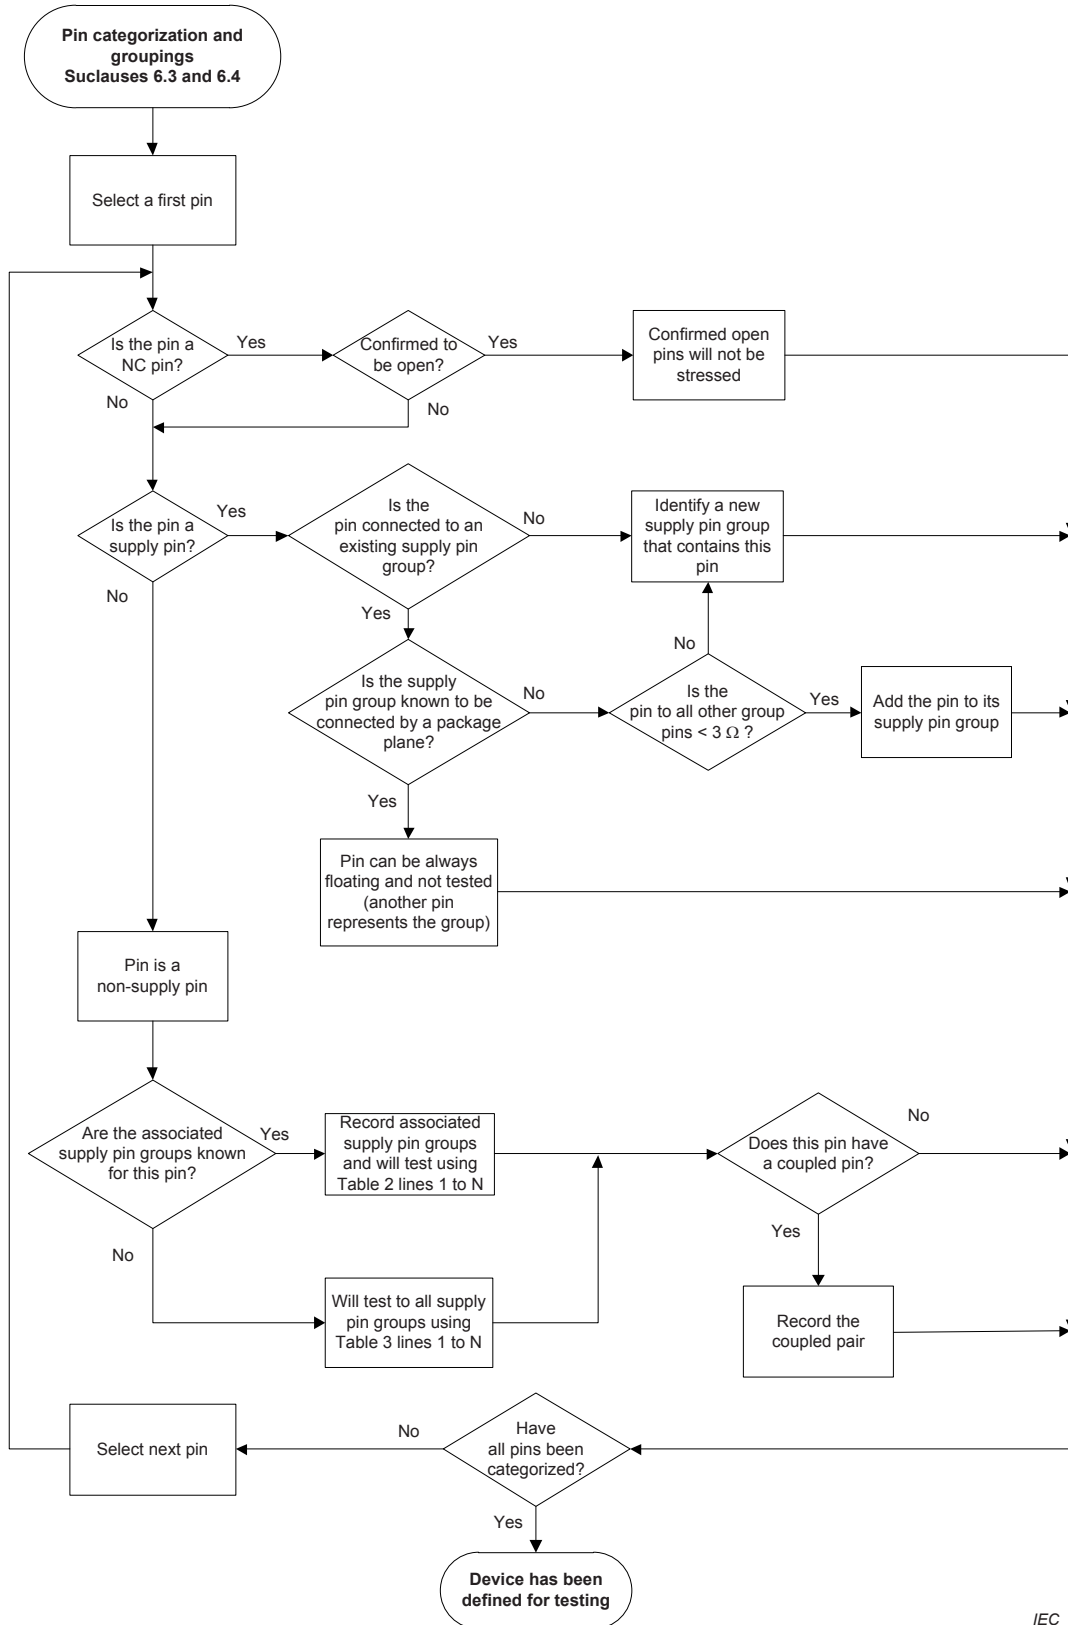 Pin categorization and
groupings
Suclauses 6.3 and 6.4
Select a first pin
Is the pin a
NC pin?
Yes
No
Confirmed to
be open?
Yes
No
Confirmed open
pins will not be
stressed
Is the pin a
supply pin?
Yes
No
Is the
pin connected to an
existing supply pin
group?
No
Yes
Identify a new
supply pin group
that contains this
pin
Is the supply
pin group known to be
connected by a package
plane?
No
Yes
Is the
pin to all other group
pins < 3 Ω ?
No
Yes
Add the pin to its
supply pin group
Pin can be always
floating and not tested
(another pin
represents the group)
Pin is a
non-supply pin
Are the associated
supply pin groups known
for this pin?
Yes
No
Record associated
supply pin groups
and will test using
Table 2 lines 1 to N
Will test to all supply
pin groups using
Table 3 lines 1 to N
Does this pin have
a coupled pin?
No
Yes
Record the
coupled pair
Have
all pins been
categorized?
No
Yes
Select next pin
Device has been
defined for testing
IEC